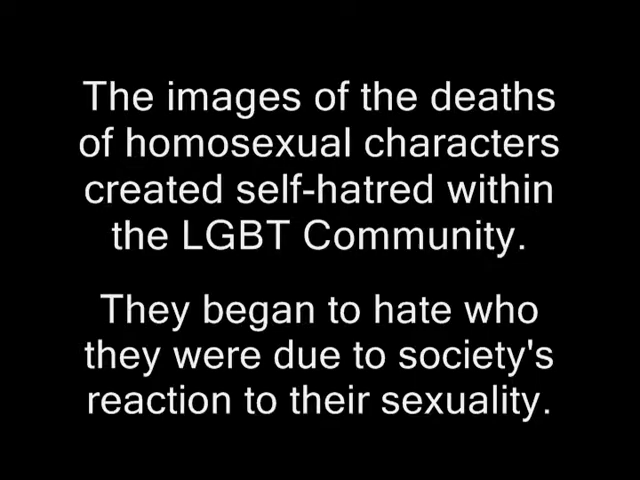 The images of the deaths
of homosexual characters
created self-hatred within
the LGBT Community.
They began to hate who
they were due to society's
reaction to their sexuality.